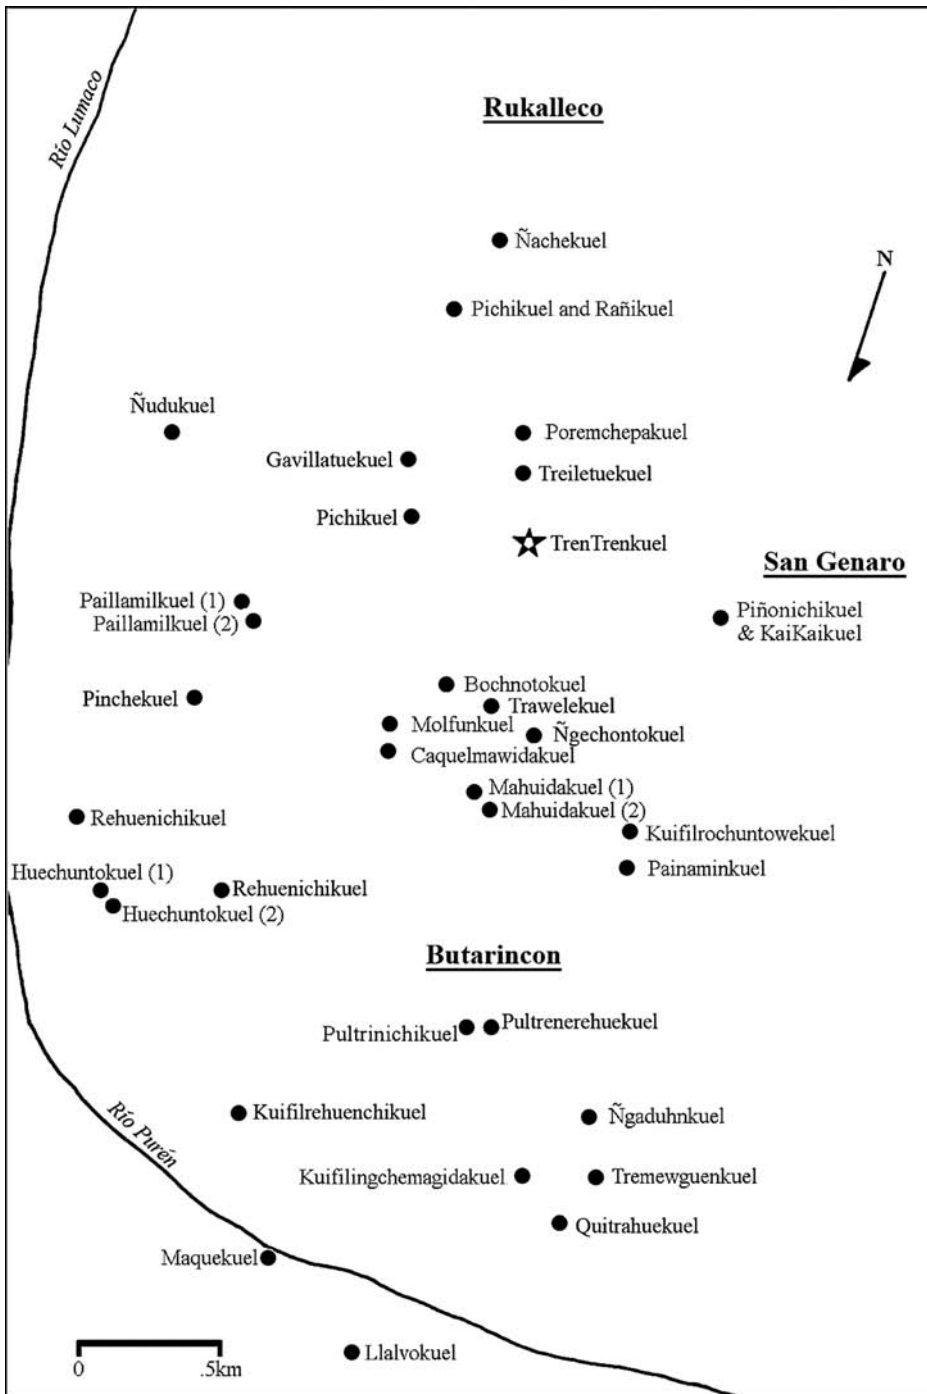 Río Lumaco
Rukalleco
Ñachekuel
N
Pichikuel and Rañikuel
Ñudukuel
Poremchepakuel
Gavillatuekuel
Treiletuekuel
Pichikuel
TrenTrenkuel
San Genaro
Paillamilkuel (1)
Piñonichikuel
& KaiKaikuel
Paillamilkuel (2)
Bochnotokuel
Pinchekuel
Trawelekuel
Molfunkuel
Ñgechontokuel
Caquelmawidakuel
Mahuidakuel (1)
Mahuidakuel (2)
Rehuenichikuel
Kuifilrochuntowekuel
Painaminkuel
Huechuntokuel (1)
Rehuenichikuel
Huechuntokuel (2)
Butarincon
Pultrenerehuekuel
Pultrinichikuel
Kuifilrehuenchikuel
Ñgaduhnkuel
Río Purén
Kuifilingchemagidakuel
Tremewguenkuel
Quitrahuekuel
Maquekuel
Llalvokuel
0 .5km